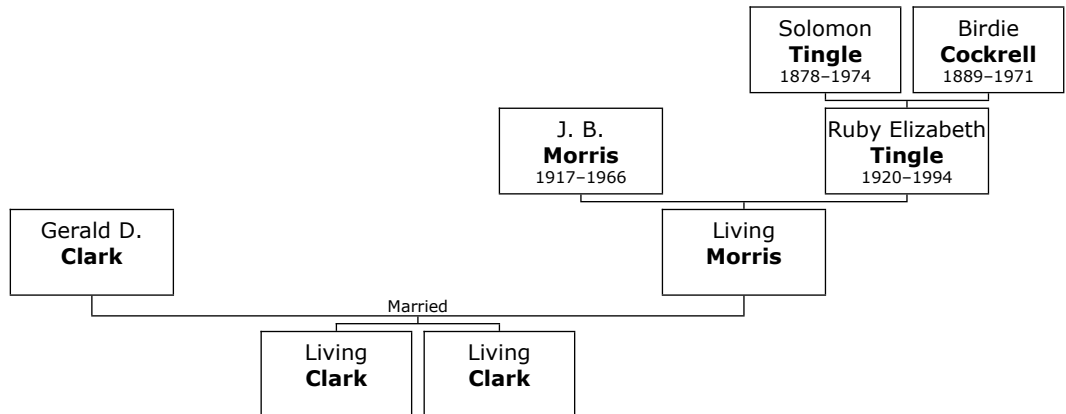 Solomon
Tingle
1878–1974
Birdie
Cockrell
1889–1971
J. B.
Morris
1917–1966
Ruby Elizabeth
Tingle
1920–1994
Gerald D.
Clark
Living
Morris
Married
Living
Clark
Living
Clark